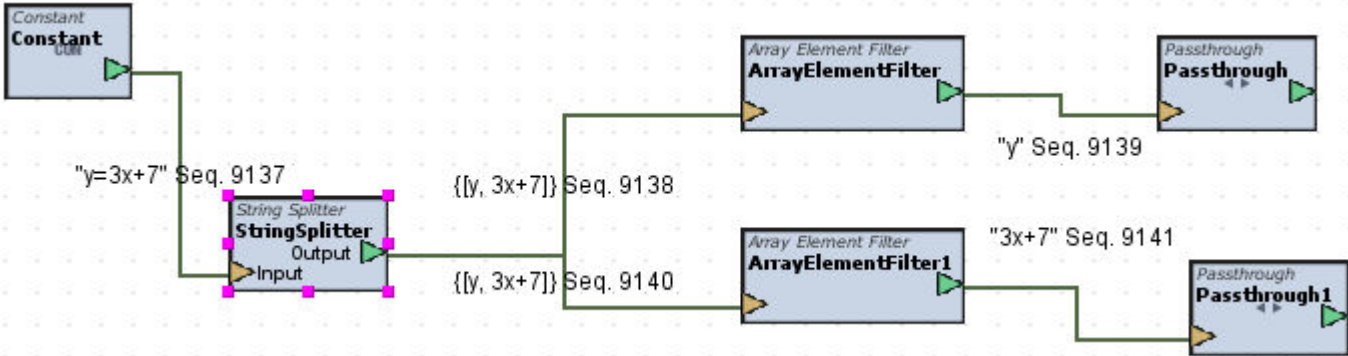 Constant
Constant
CON
Array Element Filter
ArrayElementFilter
Passthrough
Passthrough
"y" Seq. 9139
"y=3x+7" Seq. 9137
{[y, 3x+7]} Seq. 9138
String Splitter
StringSplitter
Output
Input
Array Element Filter
ArrayElementFilter1
"3x+7" Seq. 9141
{[y, 3x+7]} Seq. 9140
Passthrough
Passthrough1